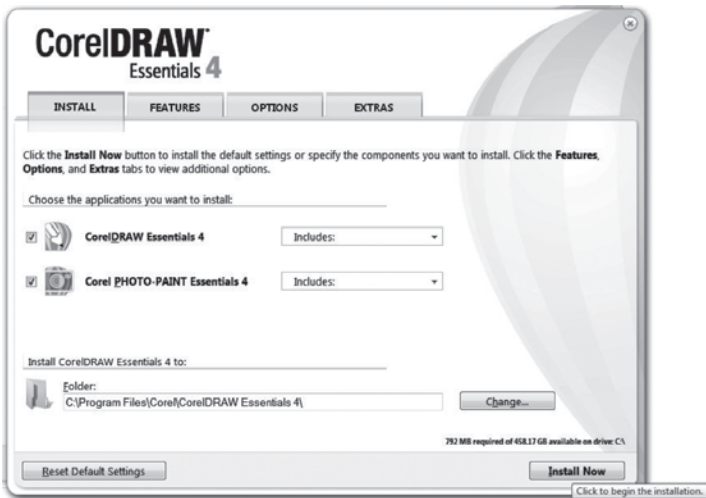 CorelDRAW
Essentials 4
INSTALL FEATURES OPTIONS EXTRAS
Click the Install Now button to install the default settings or specify the components you want to install. Click the Features,
Options, and Extras tabs to view additional options.
Choose the applications you want to install:
CorelDRAW Essentials 4 Includes:
Corel PHOTO-PAINT Essentials 4 Includes:
Install CorelDRAW Essentials 4 to:
Folder:
C:\Program Files\Corel\CorelDRAW Essentials 4\ Change...
792 MB required of 458.17 GB available on drive: C:\
Reset Default Settings Install Now
Click to begin the installation.